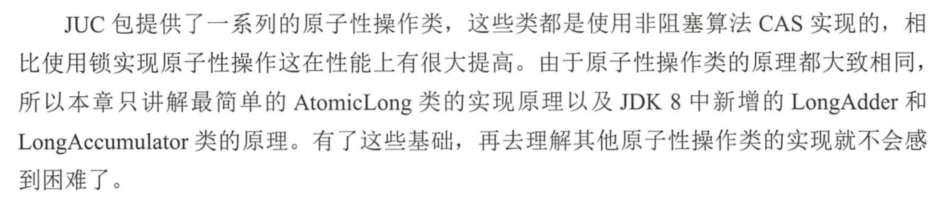 JUC 包提供了一系列的原子性操作类，这些类都是使用非阻塞算法 CAS 实现的，相
比使用锁实现原子性操作这在性能上有很大提高。由于原子性操作类的原理都大致相同，
所以本章只讲解最简单的 AtomicLong 类的实现原理以及 JDK 8 中新增的 LongAdder 和
LongAccumulator 类的原理。有了这些基础，再去理解其他原子性操作类的实现就不会感
到困难了。